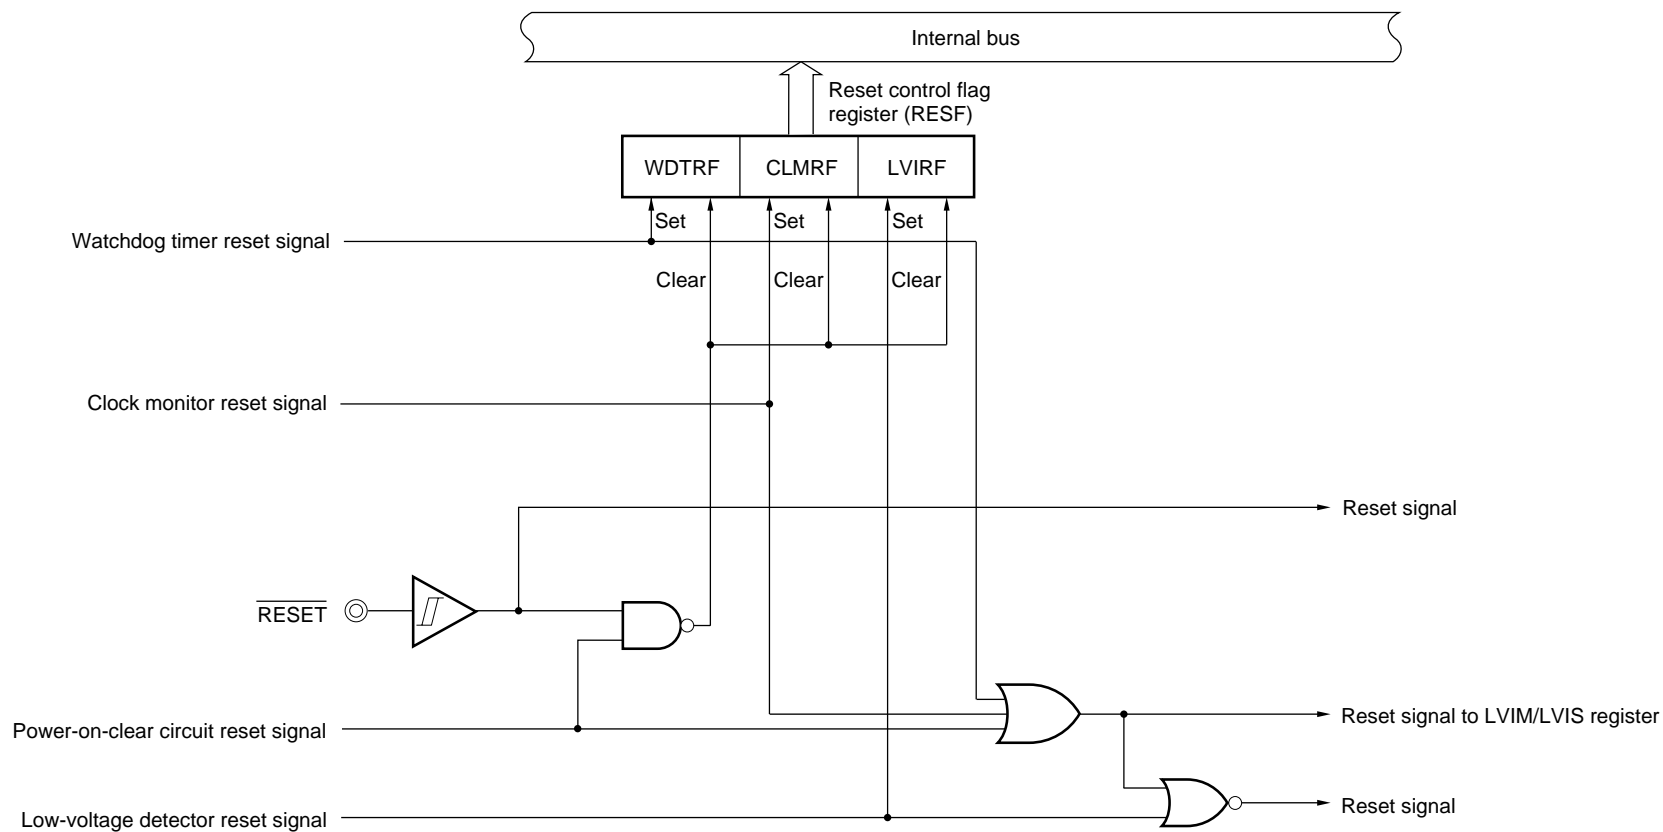 Internal bus
Reset control flag
register (RESF)
WDTRF
CLMRF
LVIRF
Set
Set
Set
Watchdog timer reset signal
Clear
Clear
Clear
Clock monitor reset signal
Reset signal
RESET
Power-on-clear circuit reset signal
Reset signal to LVIM/LVIS register
Low-voltage detector reset signal
Reset signal